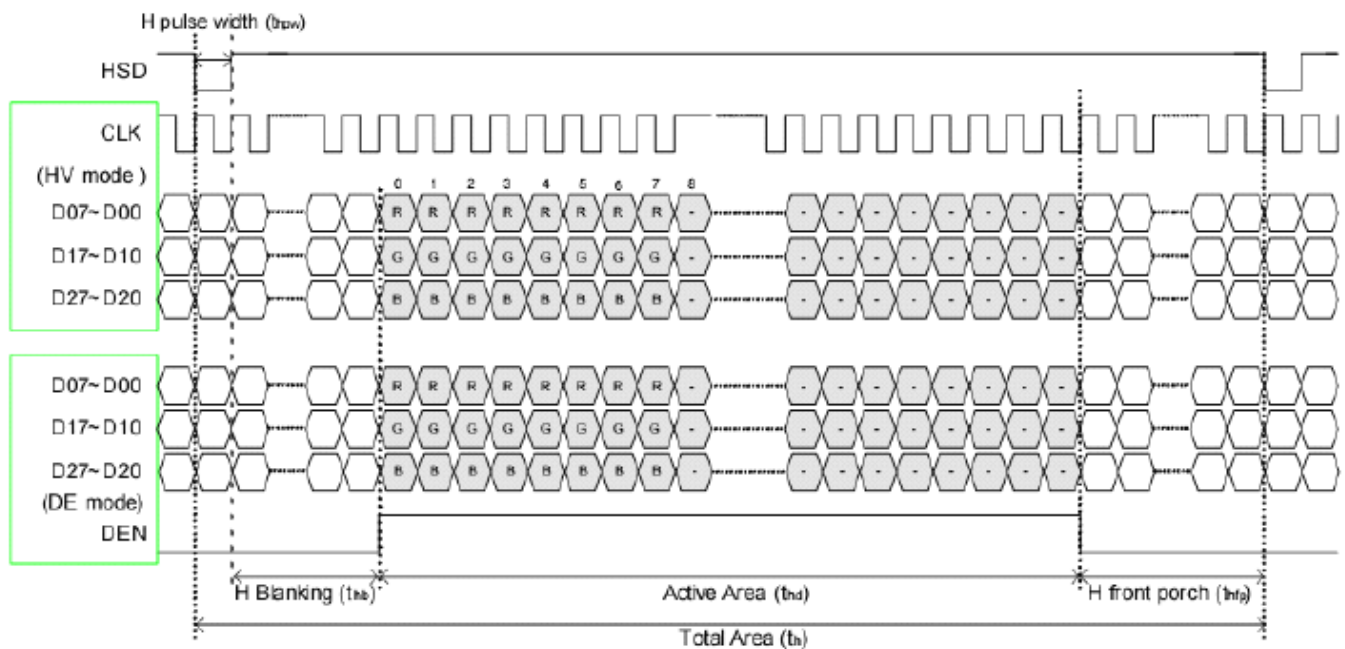 H pulse width (thpw)
HSD
CLK
(HV mode )
0 1 2 3 4 5 6 7 8
D07~D00 R R R R R R R R - - - - - - - - -
D17~D10 G G G G G G G G - - - - - - - - -
D27~D20 B B B B B B B B - - - - - - - - -
D07~D00 R R R R R R R R - - - - - - - - -
D17~D10 G G G G G G G G - - - - - - - - -
D27~D20 B B B B B B B B - - - - - - - - -
(DE mode)
DEN
H Blanking (thb) Active Area (thd) H front porch (thfp)
Total Area (th)